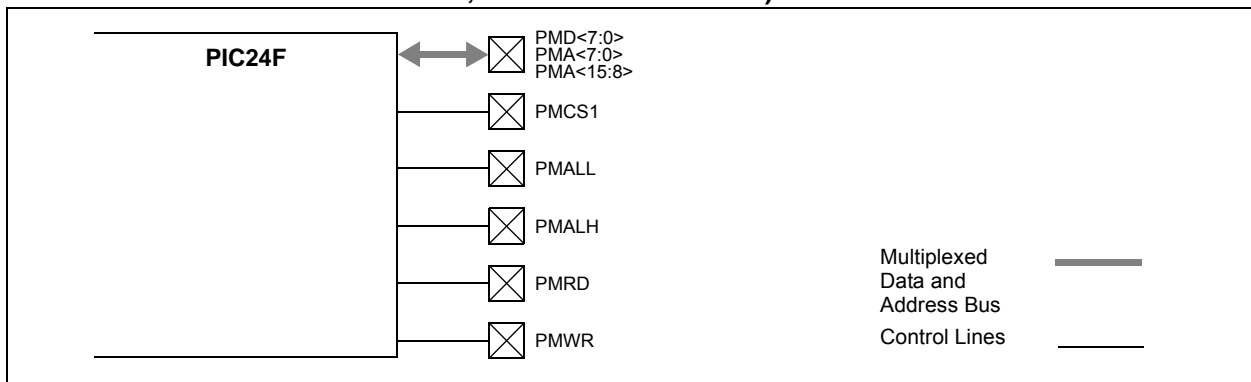 PIC24F
PMD<7:0>
PMA<7:0>
PMA<15:8>
PMCS1
PMALL
PMALH
PMRD
PMWR
Multiplexed
Data and
Address Bus
Control Lines